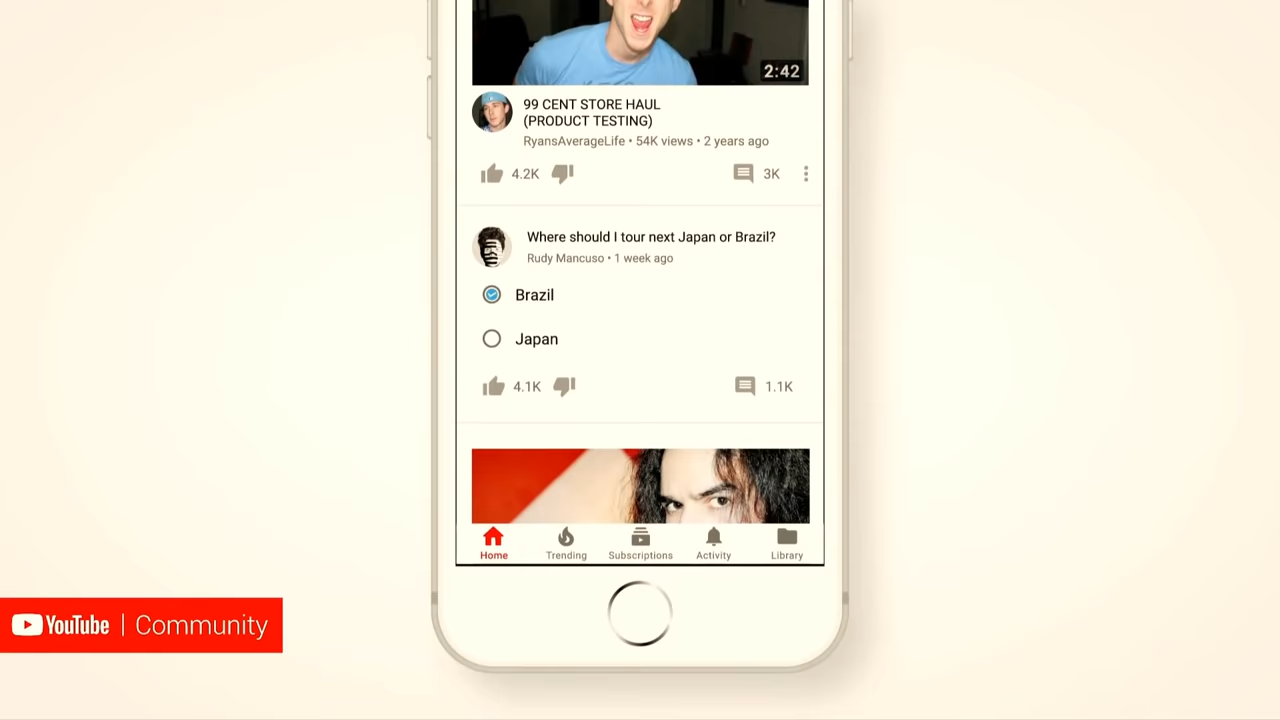 2:42
99 CENT STORE HAUL
(PRODUCT TESTING)
RyansAverageLife • 54K views • 2 years ago
4.2K 3K
Where should I tour next Japan or Brazil?
Rudy Mancuso • 1 week ago
Brazil
Japan
4.1K 1.1K
Home Trending Subscriptions Activity Library
YouTube | Community